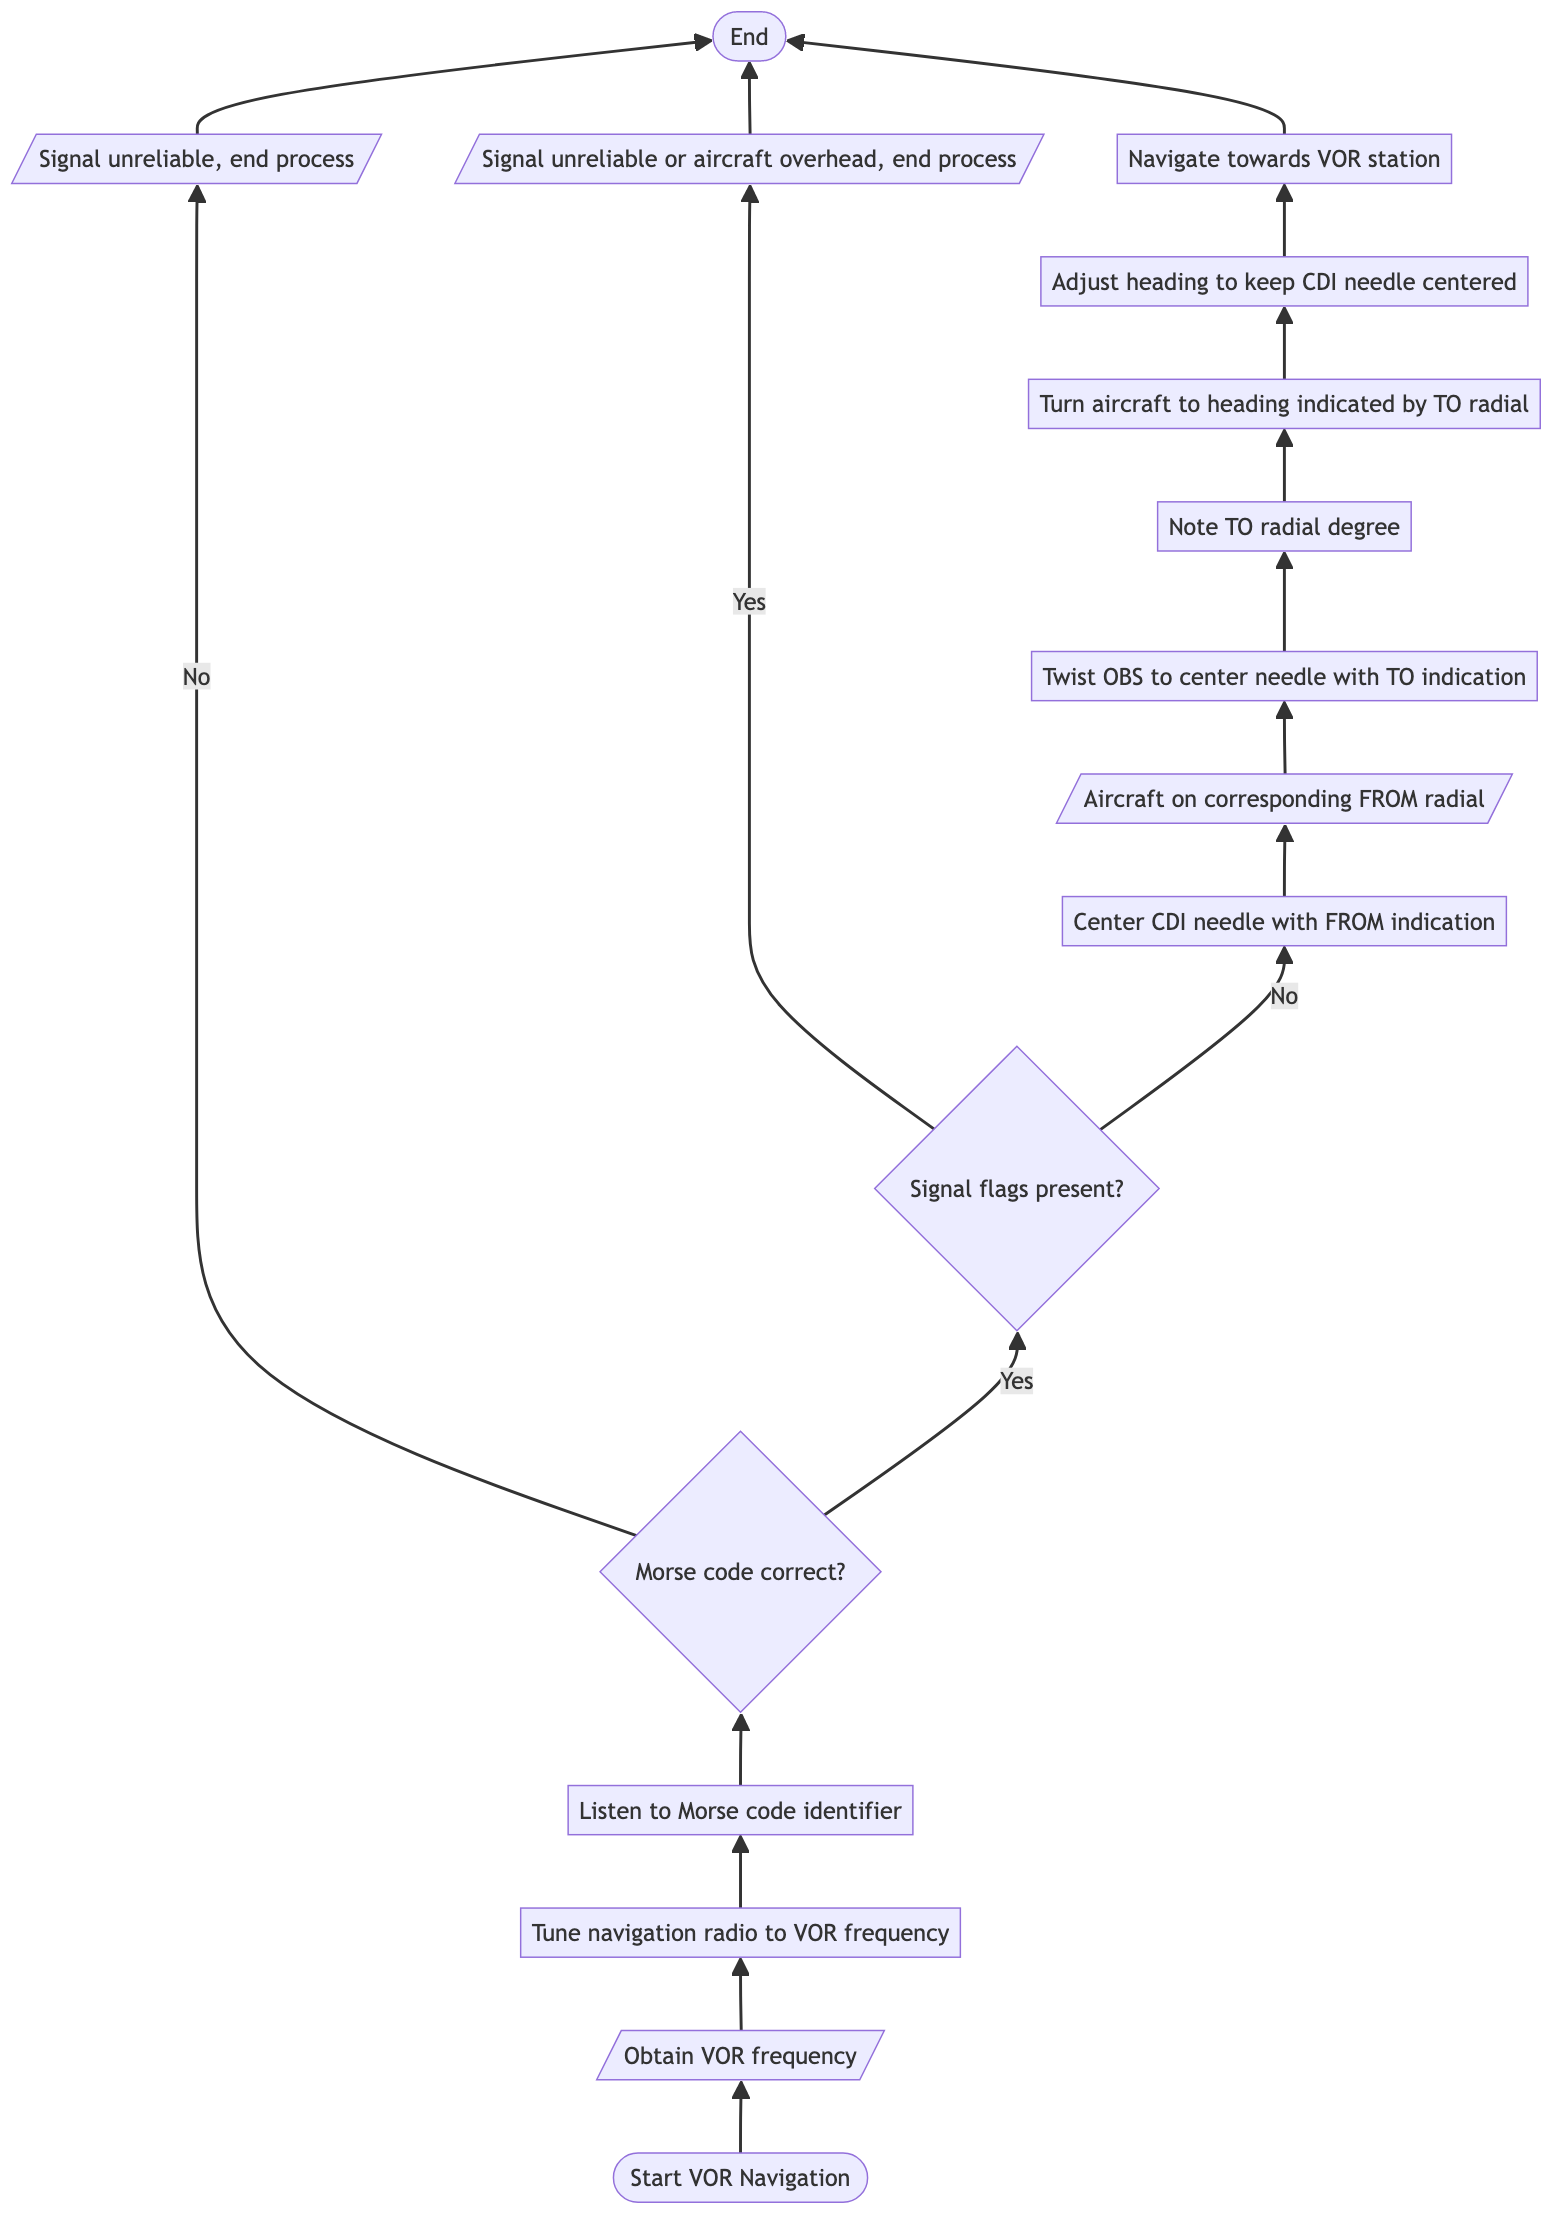 End
Signal unreliable, end process
Signal unreliable or aircraft overhead, end process
Navigate towards VOR station
Adjust heading to keep CDI needle centered
Turn aircraft to heading indicated by TO radial
Note TO radial degree
Yes
No
Twist OBS to center needle with TO indication
Aircraft on corresponding FROM radial
Center CDI needle with FROM indication
No
Signal flags present?
Yes
Morse code correct?
Listen to Morse code identifier
Tune navigation radio to VOR frequency
Obtain VOR frequency
Start VOR Navigation